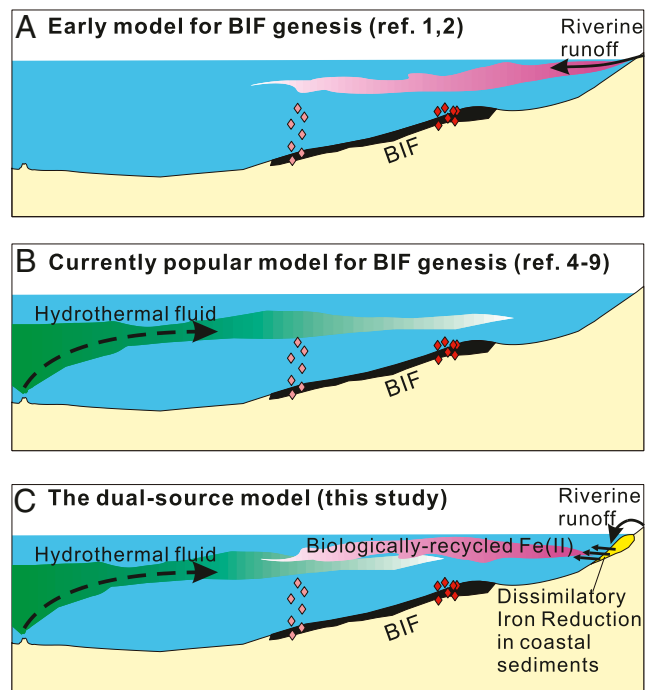 A Early model for BIF genesis (ref. 1,2)
Riverine
runoff
BIF
B Currently popular model for BIF genesis (ref. 4-9)
Hydrothermal fluid
BIF
C The dual-source model (this study)
Riverine
runoff
Biologically-recycled Fe(II)
Hydrothermal fluid
BIF
Dissimilatory
Iron Reduction
in coastal
sediments